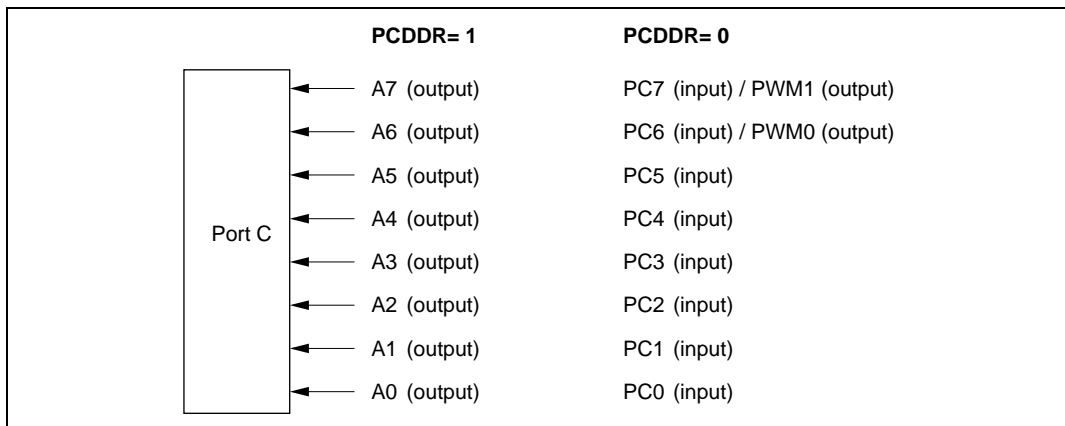 PCDDR= 1 PCDDR= 0
A7 (output) PC7 (input) / PWM1 (output)
A6 (output) PC6 (input) / PWM0 (output)
A5 (output) PC5 (input)
A4 (output) PC4 (input)
Port C
A3 (output) PC3 (input)
A2 (output) PC2 (input)
A1 (output) PC1 (input)
A0 (output) PC0 (input)